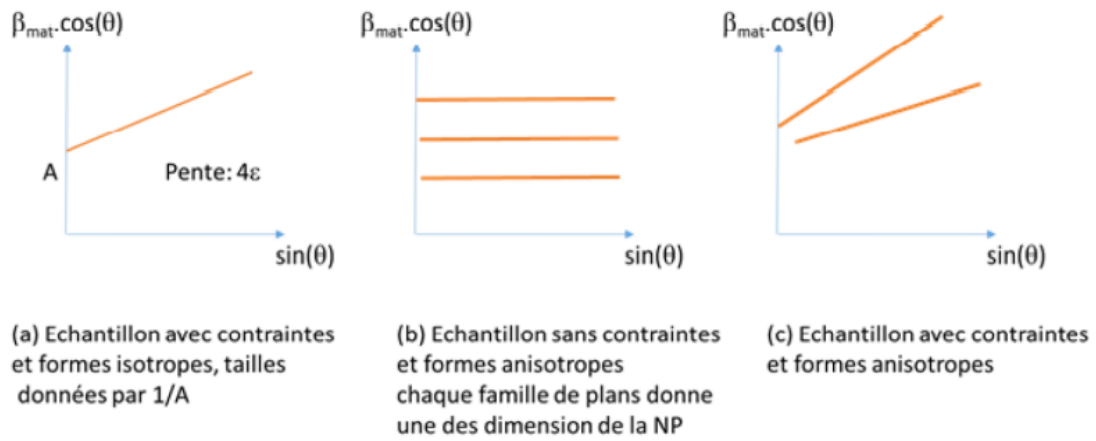 βmat.cos(θ)
A
Pente: 4ε
sin(θ)
(a) Echantillon avec contraintes
et formes isotropes, tailles
données par 1/A
βmat.cos(θ)
sin(θ)
(b) Echantillon sans contraintes
et formes anisotropes
chaque famille de plans donne
une des dimension de la NP
βmat.cos(θ)
sin(θ)
(c) Echantillon avec contraintes
et formes anisotropes